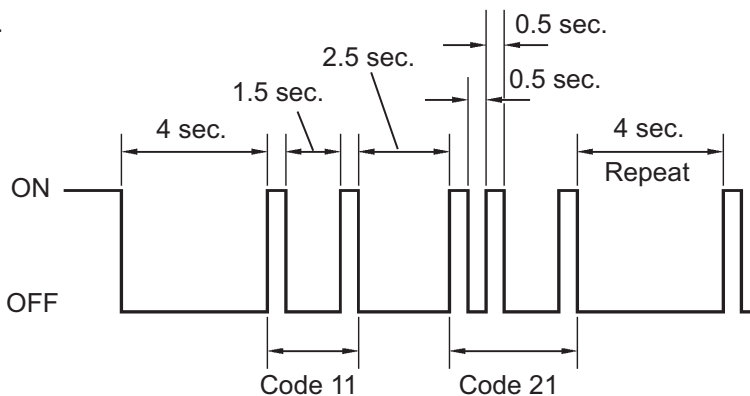 0.5 sec.
2.5 sec.
0.5 sec.
1.5 sec.
4 sec.
4 sec.
Repeat
ON
OFF
Code 11
Code 21